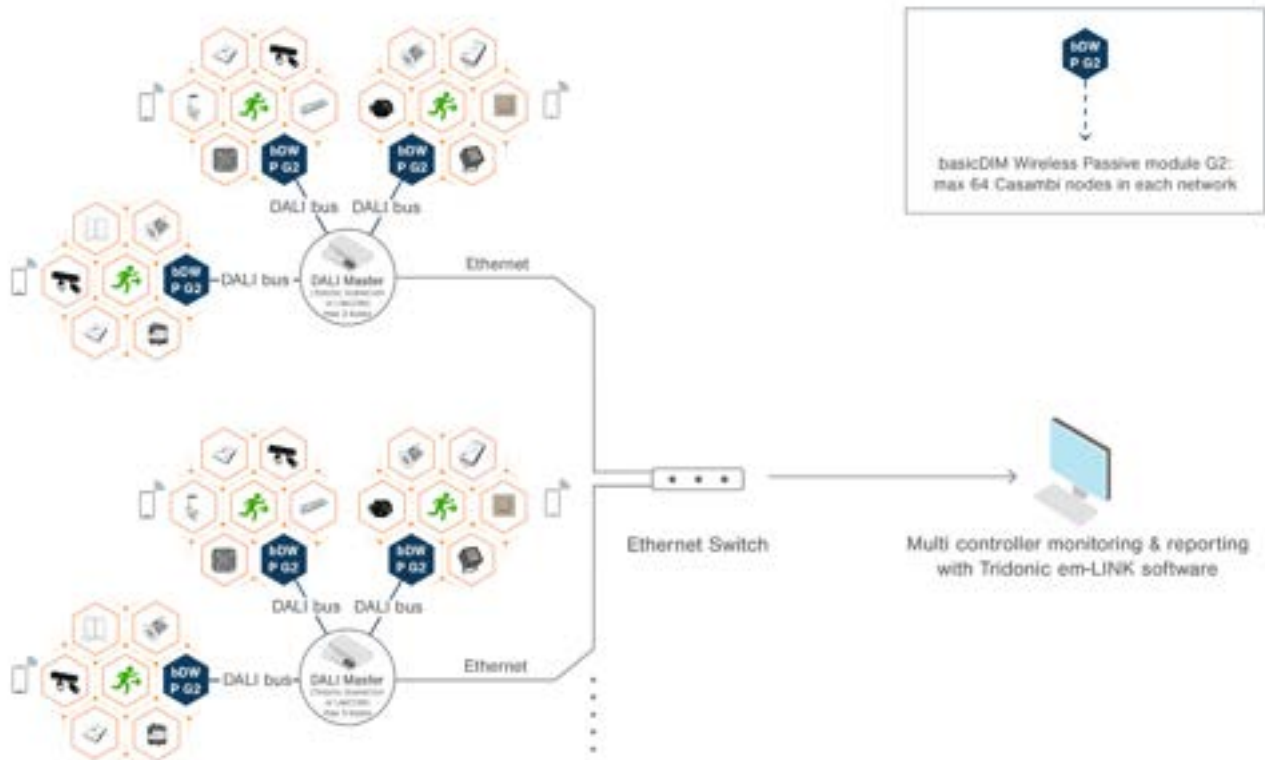 bDW
P G2
bDW
P G2
bDW
P G2
basicDIM Wireless Passive module G2:
max 64 Casambi nodes in each network
DALI bus
DALI bus
bDW
P G2
DALI bus
DALI Master
Ethernet
bDW
P G2
bDW
P G2
Ethernet Switch
Multi controller monitoring & reporting
with Tridonic em-LINK software
DALI bus
DALI bus
bDW
P G2
DALI bus
DALI Master
Ethernet